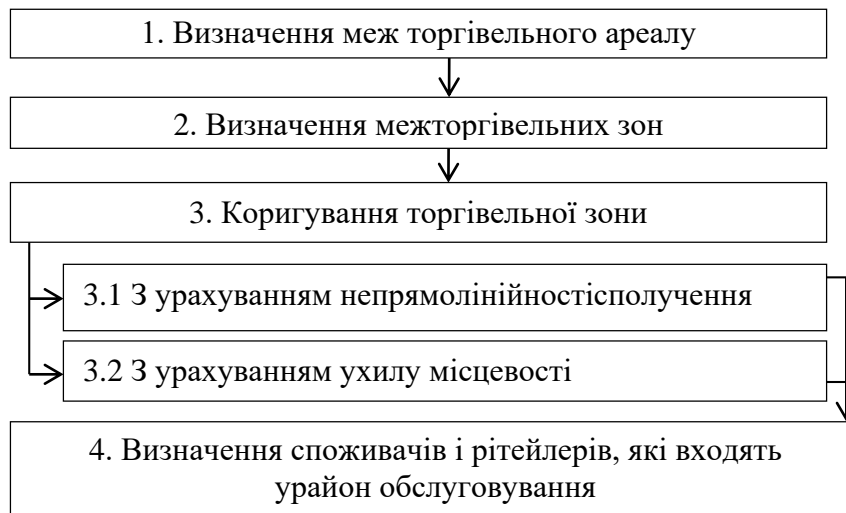 1. Визначення меж торгівельного ареалу
2. Визначення межторгівельних зон
3. Коригування торгівельної зони
3.1 З урахуванням непрямолінійностісполучення
3.2 З урахуванням ухилу місцевості
4. Визначення споживачів і рітейлерів, які входять
урайон обслуговування